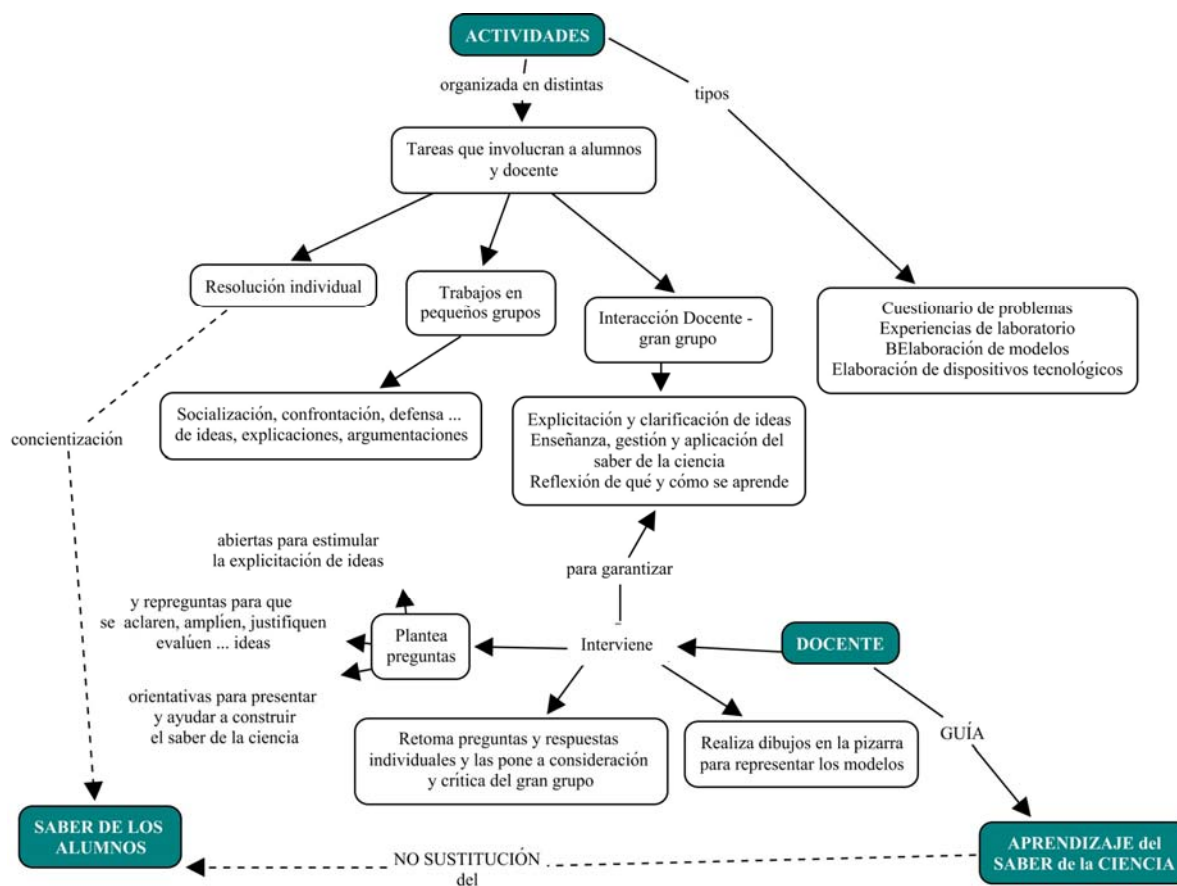 ACTIVIDADES
organizada en distintas
tipos
Tareas que involucran a alumnos
y docente
Resolución individual
Trabajos en
pequeños grupos
Interacción Docente -
gran grupo
Cuestionario de problemas
Experiencias de laboratorio
BElaboración de modelos
Elaboración de dispositivos tecnológicos
concientización
Socialización, confrontación, defensa ...
de ideas, explicaciones, argumentaciones
Explicitación y clarificación de ideas
Enseñanza, gestión y aplicación del
saber de la ciencia
Reflexión de qué y cómo se aprende
abiertas para estimular
la explicitación de ideas
para garantizar
y repreguntas para que
se aclaren, amplíen, justifiquen
evalúen ... ideas
Plantea
preguntas
Interviene
DOCENTE
orientativas para presentar
y ayudar a construir
el saber de la ciencia
Retoma preguntas y respuestas
individuales y las pone a consideración
y crítica del gran grupo
Realiza dibujos en la pizarra
para representar los modelos
GUÍA
SABER DE LOS
ALUMNOS
NO SUSTITUCIÓN
del
APRENDIZAJE del
SABER de la CIENCIA